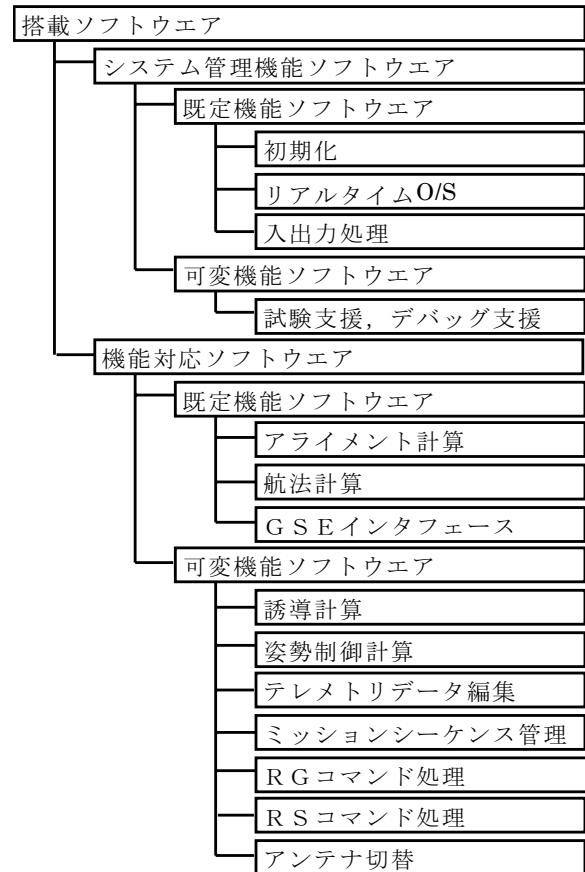 搭載ソフトウエア
システム管理機能ソフトウエア
既定機能ソフトウエア
初期化
リアルタイムO/S
入出力処理
可変機能ソフトウエア
試験支援，デバッグ支援
機能対応ソフトウエア
既定機能ソフトウエア
アライメント計算
航法計算
ＧＳＥインタフェース
可変機能ソフトウエア
誘導計算
姿勢制御計算
テレメトリデータ編集
ミッションシーケンス管理
ＲＧコマンド処理
ＲＳコマンド処理
アンテナ切替